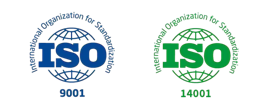 International Organization for Standardization
ISO
9001
International Organization for Standardization
ISO
14001